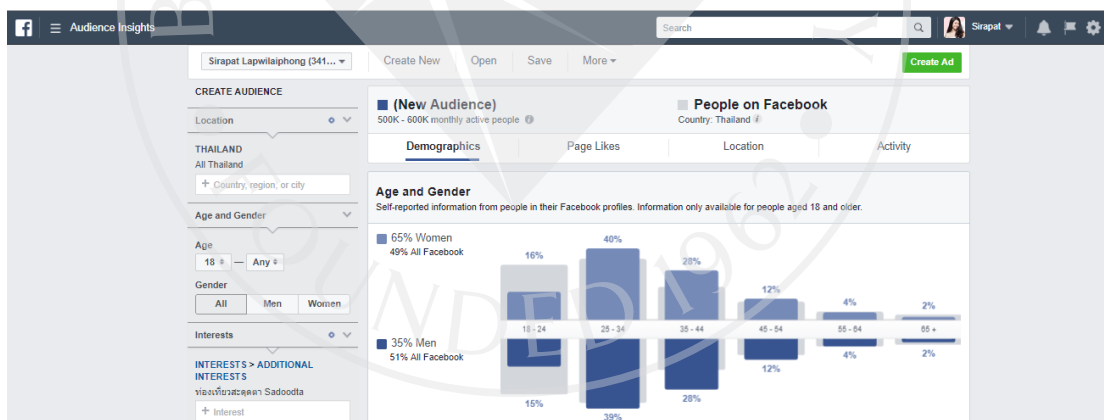 Audience Insights
Search
Sirapat
Sirapat Lapwilaiphong (341...
Create New
Open
Save
More
Create Ad
CREATE AUDIENCE
Location
THAILAND
All Thailand
+ Country, region, or city
Age and Gender
Age
18 — Any
Gender
All Men Women
Interests
INTERESTS > ADDITIONAL
INTERESTS
ท่องเที่ยวสะดุดตา Sadoodta
+ Interest
(New Audience)
500K - 600K monthly active people
People on Facebook
Country: Thailand
Demographics
Page Likes
Location
Activity
Age and Gender
Self-reported information from people in their Facebook profiles. Information only available for people aged 18 and older.
65% Women
49% All Facebook
16% 40% 28% 12% 4% 2%
18 - 24 25 - 34 35 - 44 45 - 54 55 - 64 65 +
35% Men
51% All Facebook
15% 39% 28% 12% 4% 2%
FOUNDED 1962